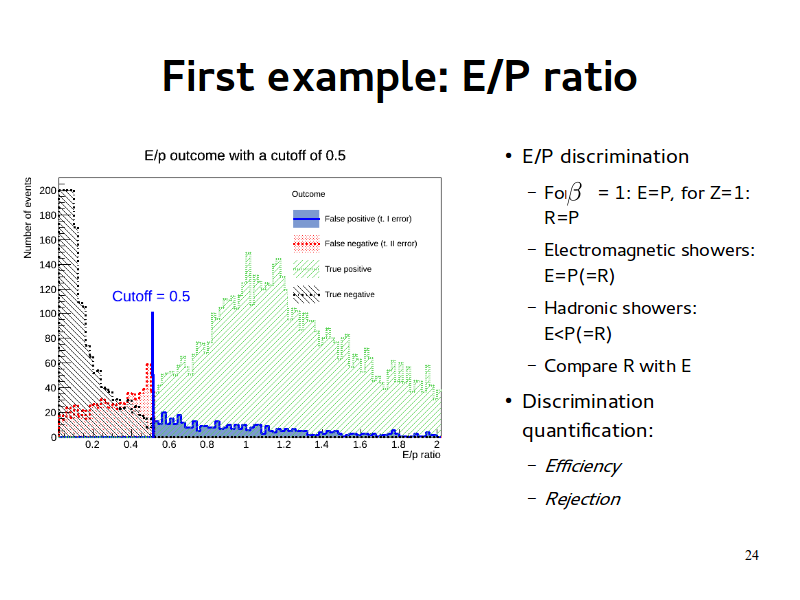 First example: E/P ratio
E/p outcome with a cutoff of 0.5
Number of events
200
180
160
140
120
100
80
60
40
20
0
Cutoff = 0.5
Outcome
False positive (t. I error)
False negative (t. II error)
True positive
True negative
0.2 0.4 0.6 0.8 1 1.2 1.4 1.6 1.8 2
E/p ratio
• E/P discrimination
– For β = 1: E=P, for Z=1:
R=P
– Electromagnetic showers:
E=P(=R)
– Hadronic showers:
E<P(=R)
– Compare R with E
• Discrimination
quantification:
– Efficiency
– Rejection
24